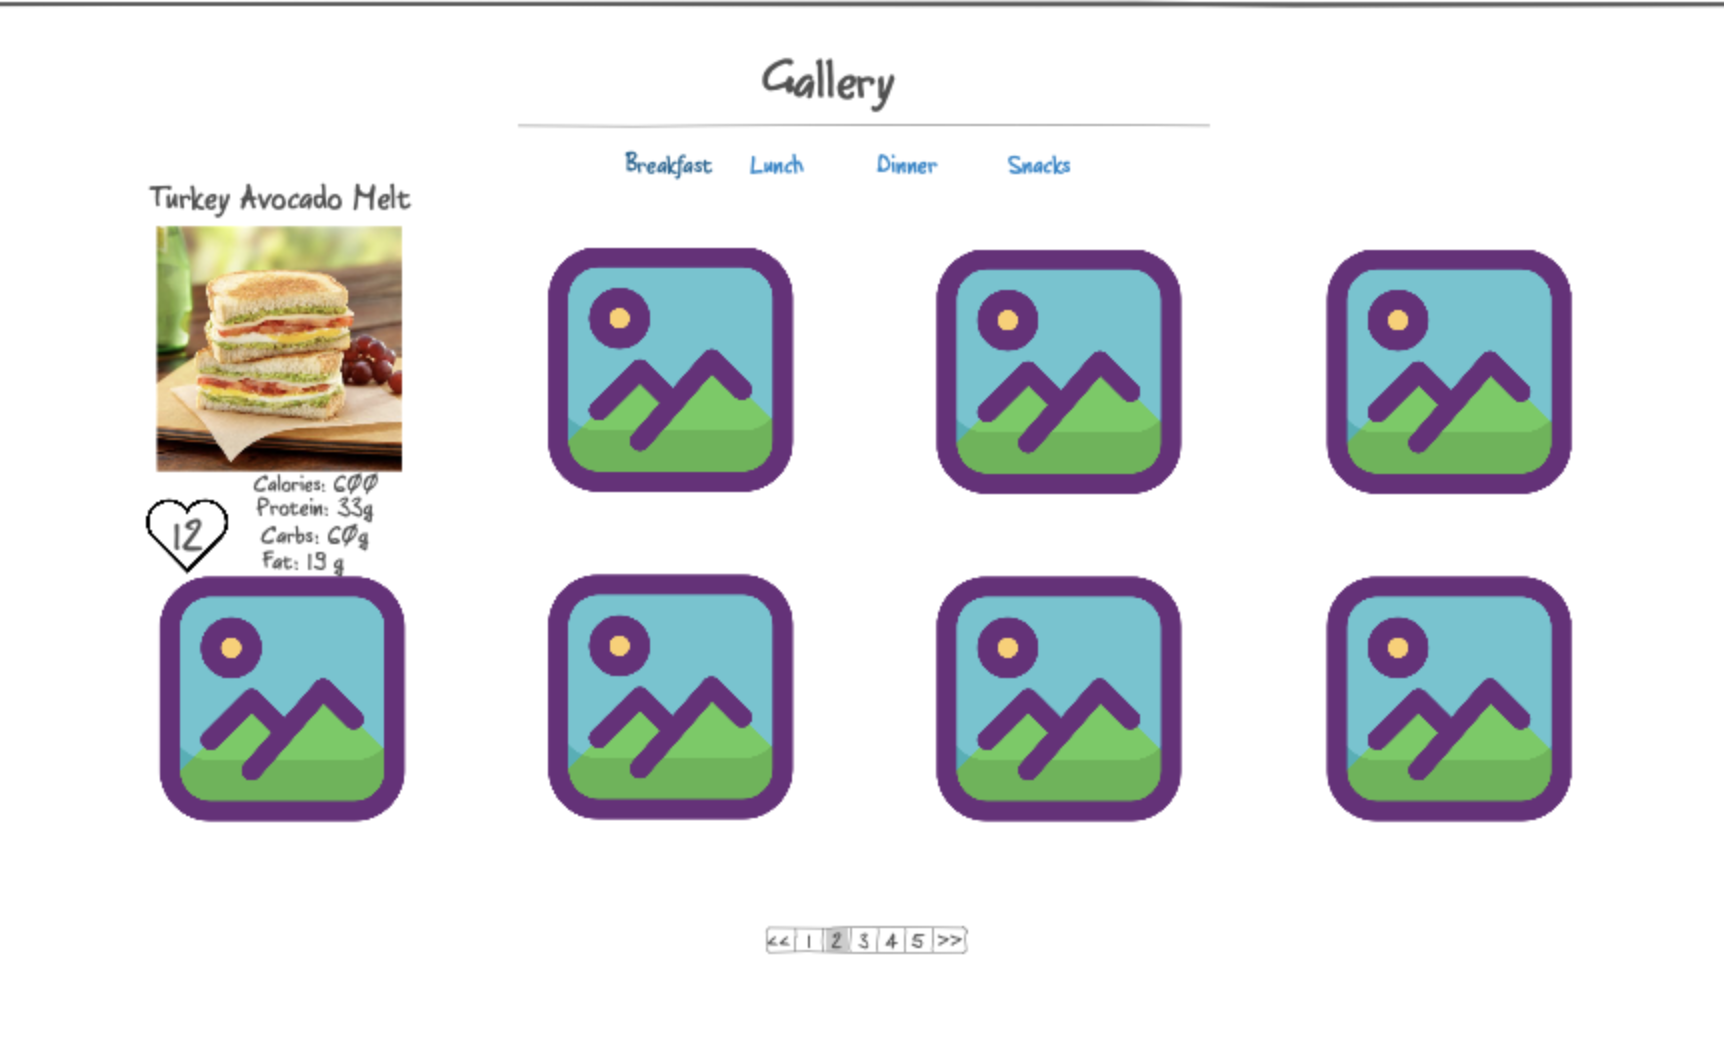 Gallery
Breakfast Lunch Dinner Snacks
Turkey Avocado Melt
Calories: 600
Protein: 33g
12
Carbs: 60g
Fat: 19 g
<< 1 2 3 4 5 >>